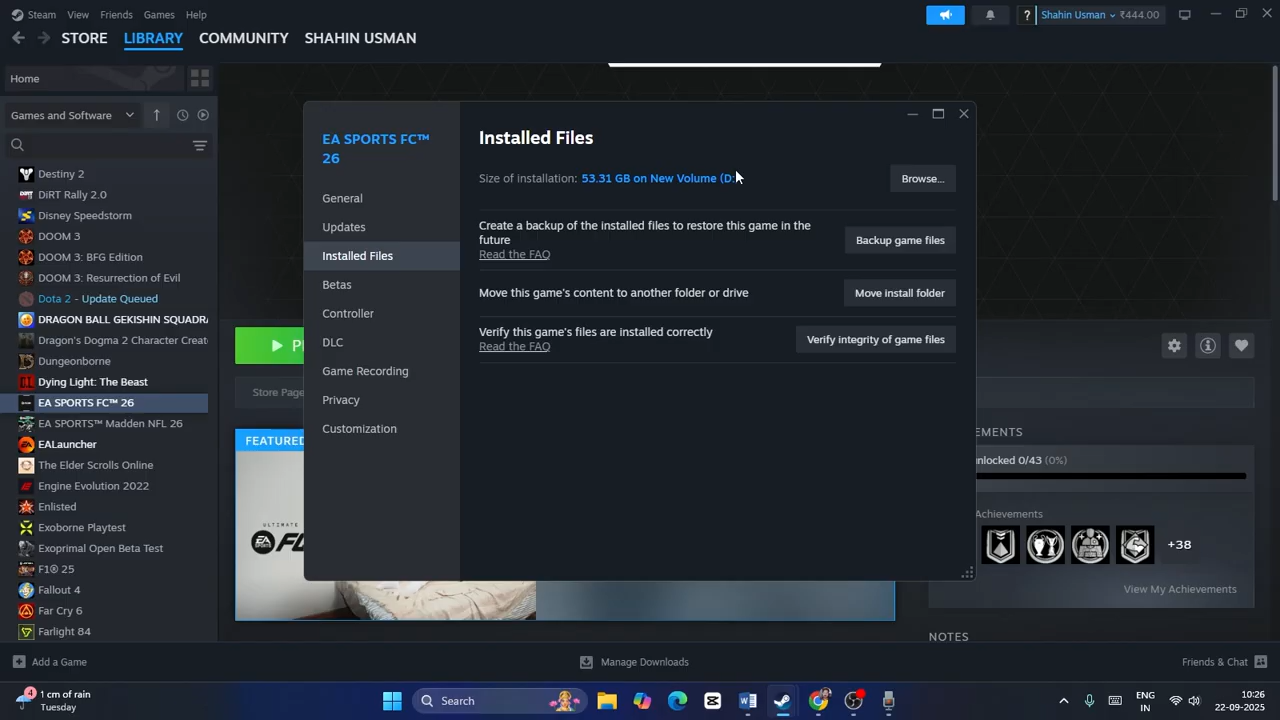 Steam View Friends Games Help
? Shahin Usman ₹444.00
STORE LIBRARY COMMUNITY SHAHIN USMAN
Home
Games and Software
Destiny 2
DiRT Rally 2.0
Disney Speedstorm
DOOM 3
DOOM 3: BFG Edition
DOOM 3: Resurrection of Evil
Dota 2 - Update Queued
DRAGON BALL GEKISHIN SQUADRA
Dragon's Dogma 2 Character Creato
Dungeonborne
Dying Light: The Beast
EA SPORTS FC™ 26
EA SPORTS™ Madden NFL 26
EALauncher
The Elder Scrolls Online
Engine Evolution 2022
Enlisted
Exoborne Playtest
Exoprimal Open Beta Test
F1® 25
Fallout 4
Far Cry 6
Farlight 84
EA SPORTS FC™
26
General
Updates
Installed Files
Betas
Controller
DLC
Game Recording
Privacy
Customization
Installed Files
Size of installation: 53.31 GB on New Volume (D:
Browse...
Create a backup of the installed files to restore this game in the
future
Read the FAQ
Backup game files
Move this game's content to another folder or drive
Move install folder
Verify this game's files are installed correctly
Read the FAQ
Verify integrity of game files
Store Page
FEATURED
ULTIMATE
EMENTS
nlocked 0/43 (0%)
Achievements
+38
View My Achievements
NOTES
Add a Game
Manage Downloads
Friends & Chat
4
1 cm of rain
Tuesday
Search
ENG
IN
10:26
22-09-2025